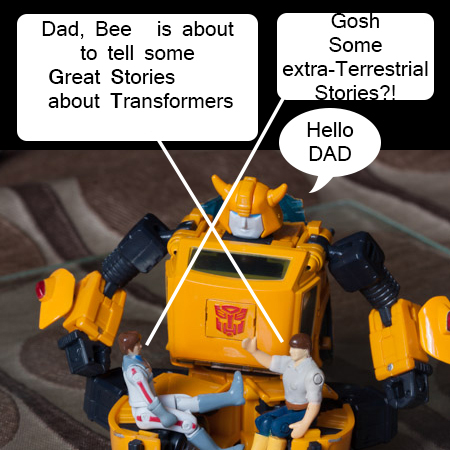 Dad, Bee is about
to tell some
Great Stories
about Transformers
Gosh
Some
extra-Terrestrial
Stories?!
Hello
DAD